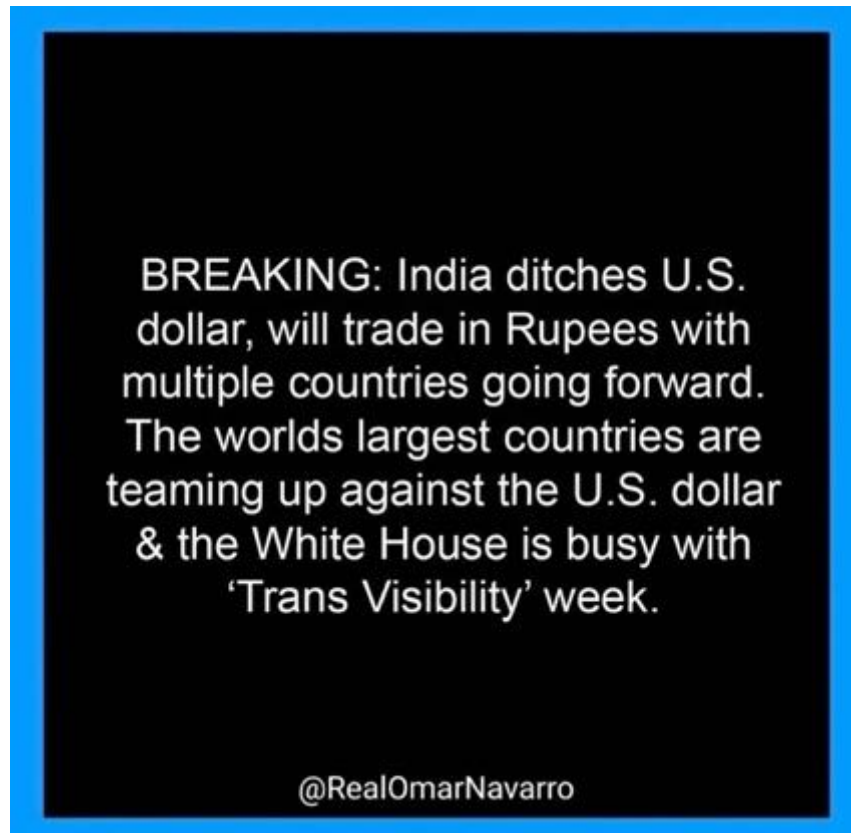 BREAKING: India ditches U.S.
dollar, will trade in Rupees with
multiple countries going forward.
The worlds largest countries are
teaming up against the U.S. dollar
& the White House is busy with
‘Trans Visibility’ week.
@RealOmarNavarro